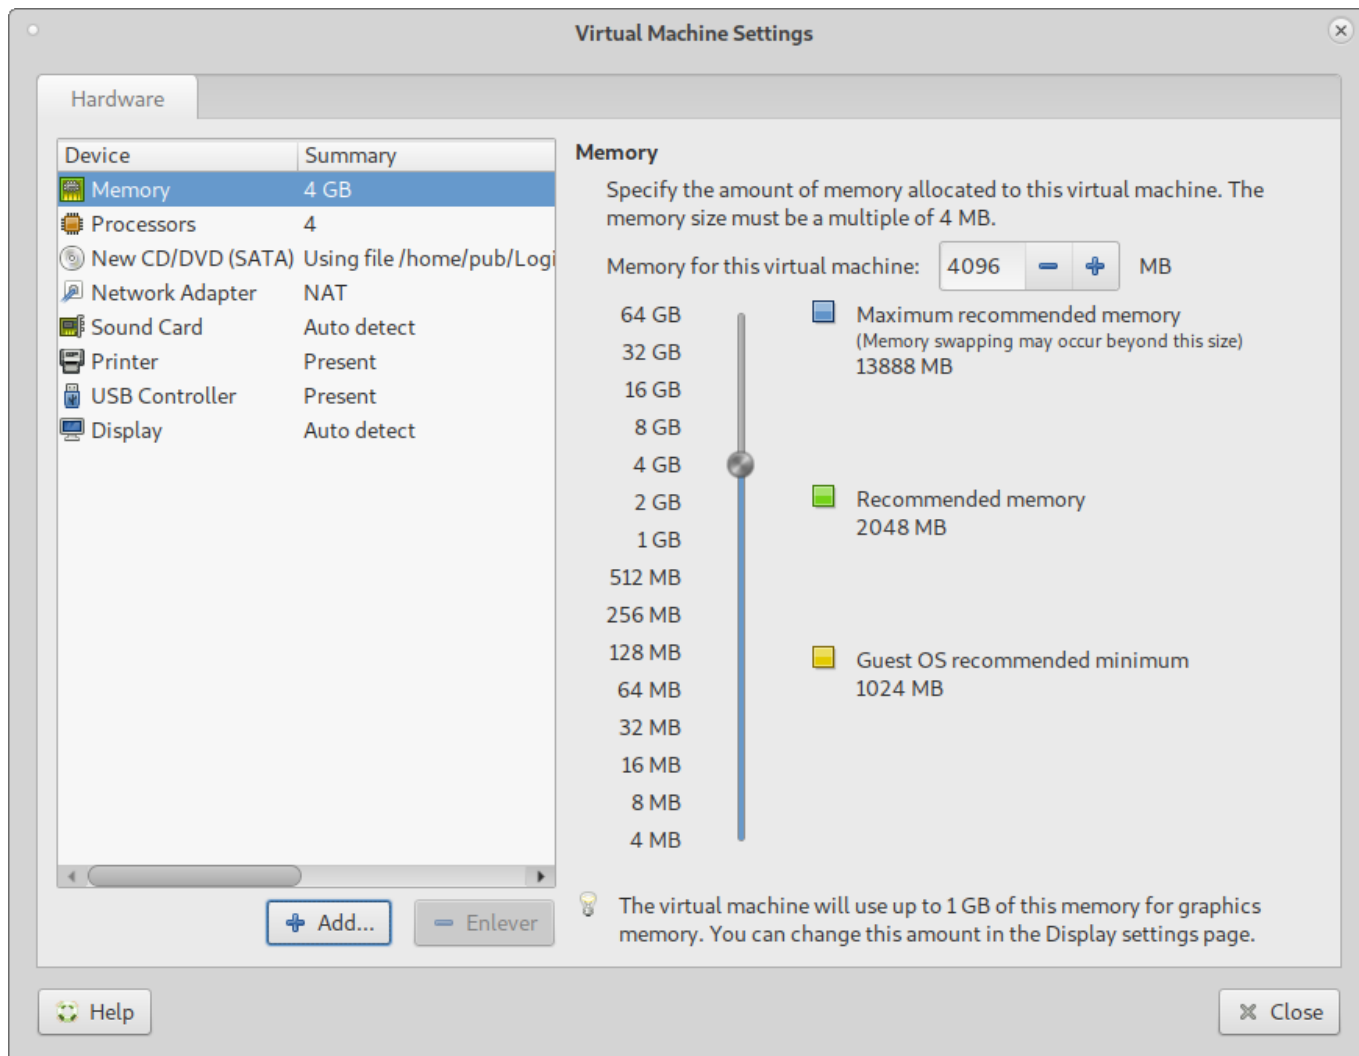 Virtual Machine Settings
Hardware
Device Summary
Memory 4 GB
Processors 4
New CD/DVD (SATA) Using file /home/pub/Logi
Network Adapter NAT
Sound Card Auto detect
Printer Present
USB Controller Present
Display Auto detect
Add...
Enlever
Memory
Specify the amount of memory allocated to this virtual machine. The
memory size must be a multiple of 4 MB.
Memory for this virtual machine: 4096 MB
64 GB
32 GB
16 GB
8 GB
4 GB
2 GB
1 GB
512 MB
256 MB
128 MB
64 MB
32 MB
16 MB
8 MB
4 MB
Maximum recommended memory
(Memory swapping may occur beyond this size)
13888 MB
Recommended memory
2048 MB
Guest OS recommended minimum
1024 MB
The virtual machine will use up to 1 GB of this memory for graphics
memory. You can change this amount in the Display settings page.
Help
Close